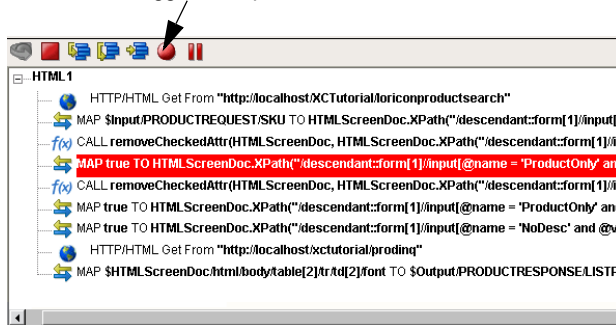 HTML1
HTTP/HTML Get From "http://localhost/XCTutorial/loriconproductsearch"
MAP $Input/PRODUCTREQUEST/SKU TO HTMLScreenDoc.XPath("/descendant::form[1]//input[
f(x) CALL removeCheckedAttr(HTMLScreenDoc, HTMLScreenDoc.XPath("/descendant::form[1]//i
MAP true TO HTMLScreenDoc.XPath("/descendant::form[1]//input[@name = 'ProductOnly' an
f(x) CALL removeCheckedAttr(HTMLScreenDoc, HTMLScreenDoc.XPath("/descendant::form[1]//i
MAP true TO HTMLScreenDoc.XPath("/descendant::form[1]//input[@name = 'ProductOnly' an
MAP true TO HTMLScreenDoc.XPath("/descendant::form[1]//input[@name = 'NoDesc' and @v
HTTP/HTML Get From "http://localhost/xctutorial/prodinq"
MAP $HTMLScreenDoc/html/body/table[2]/tr/td[2]/font TO $Output/PRODUCTRESPONSE/LISTP